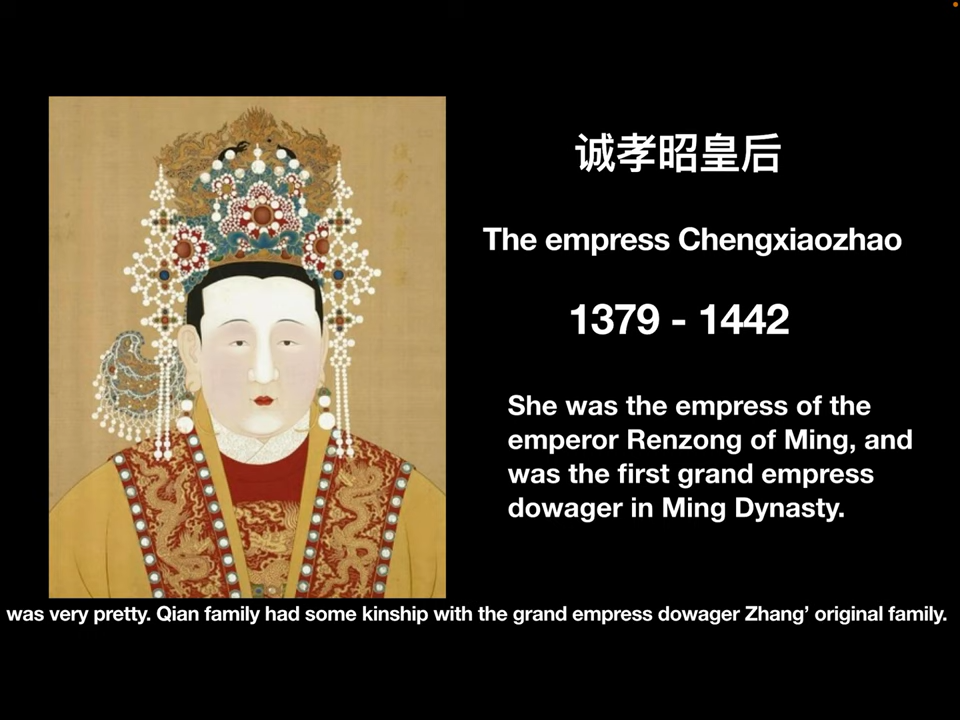 诚孝昭皇后
The empress Chengxiaozhao
1379 - 1442
She was the empress of the
emperor Renzong of Ming, and
was the first grand empress
dowager in Ming Dynasty.
was very pretty. Qian family had some kinship with the grand empress dowager Zhang’ original family.